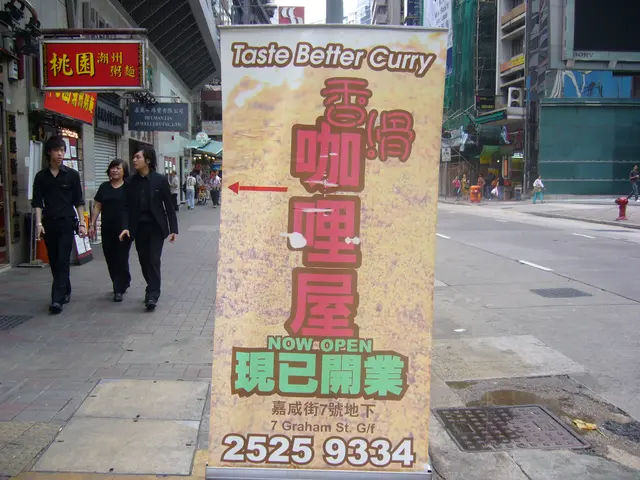 Taste Better Curry
香滑
咖哩屋
NOW OPEN
現已開業
嘉咸街7號地下
7 Graham St. G/f
2525 9334
桃園
潮州
粥麵
SONY